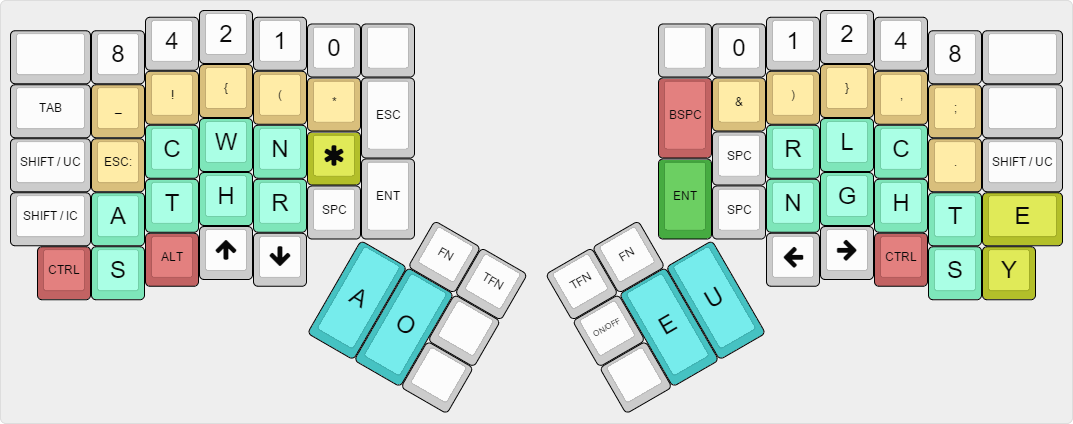 8 4 2 1 0
0 1 2 4 8
TAB _ ! { ( * ESC
BSPC & ) } , ;
SHIFT / UC ESC: C W N *
SPC R L C . SHIFT / UC
SHIFT / IC A T H R SPC ENT
ENT SPC N G H T E
CTRL S ALT ↑ ↓
← → CTRL S Y
A O FN TFN
TFN FN ON/OFF E U